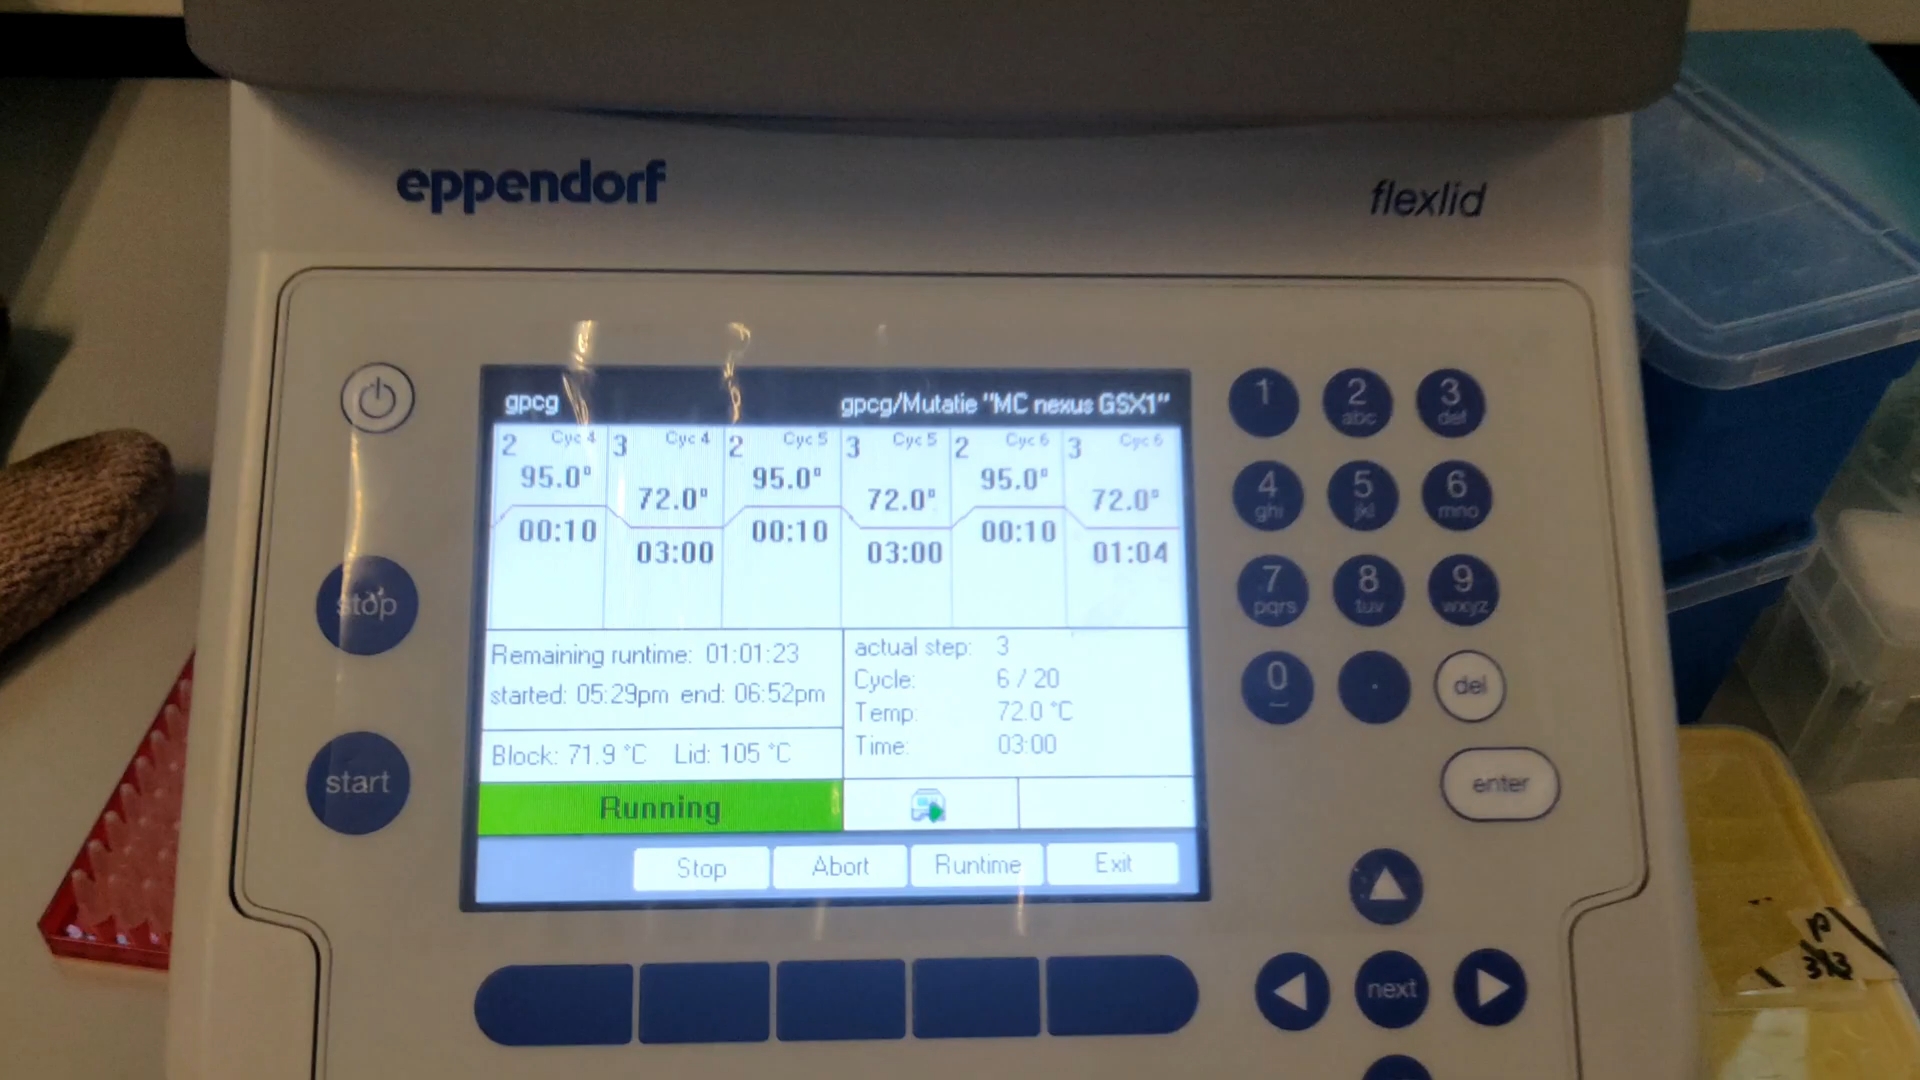 eppendorf
flexlid
gpcg gpcg/Mutatie "MC nexus GSX1"
2 Cyc 4 3 Cyc 4 2 Cyc 5 3 Cyc 5 2 Cyc 6 3 Cyc 6
95.0° 72.0° 95.0° 72.0° 95.0° 72.0°
00:10 03:00 00:10 03:00 00:10 01:04
Remaining runtime: 01:01:23
started: 05:29pm end: 06:52pm
Block: 71.9 °C Lid: 105 °C
Running
actual step: 3
Cycle: 6 / 20
Temp: 72.0 °C
Time: 03:00
Stop Abort Runtime Exit
stop
start
1 2 abc 3 def
4 ghi 5 jkl 6 mno
7 pqrs 8 tuv 9 wxyz
0 . del
enter
next